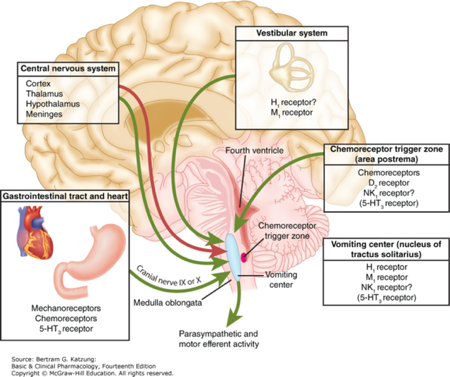 Vestibular system
H₁ receptor?
M₁ receptor
Central nervous system
Cortex
Thalamus
Hypothalamus
Meninges
Fourth ventricle
Chemoreceptor trigger zone
(area postrema)
Chemoreceptors
D₂ receptor
NK₁ receptor?
(5-HT₃ receptor)
Gastrointestinal tract and heart
Mechanoreceptors
Chemoreceptors
5-HT₃ receptor
Chemoreceptor
trigger zone
Vomiting center (nucleus of
tractus solitarius)
H₁ receptor
M₁ receptor
NK₁ receptor?
(5-HT₃ receptor)
Cranial nerve IX or X
Vomiting
center
Medulla oblongata
Parasympathetic and
motor efferent activity
Source: Bertram G. Katzung:
Basic & Clinical Pharmacology, Fourteenth Edition
Copyright © McGraw-Hill Education. All rights reserved.